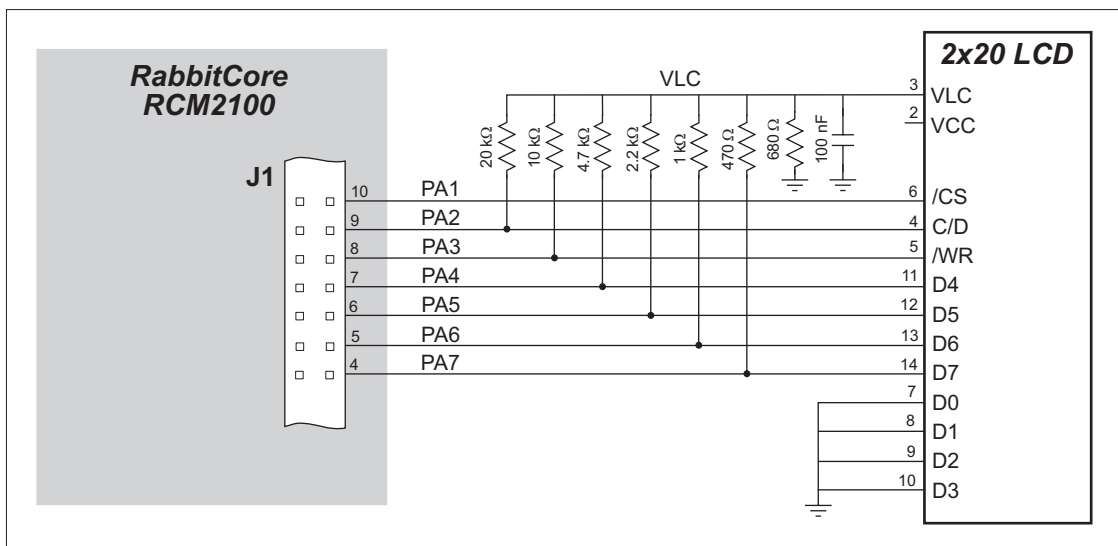 RabbitCore
RCM2100
J1
10 PA1
9 PA2
8 PA3
7 PA4
6 PA5
5 PA6
4 PA7
VLC
20 kΩ
10 kΩ
4.7 kΩ
2.2 kΩ
1 kΩ
470 Ω
680 Ω
100 nF
2x20 LCD
3 VLC
2 VCC
6 /CS
4 C/D
5 /WR
11 D4
12 D5
13 D6
14 D7
7 D0
8 D1
9 D2
10 D3